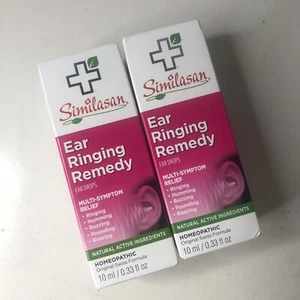 Similasan
Ear
Ringing
Remedy
EAR DROPS
MULTI-SYMPTOM
RELIEF
• Ringing
• Humming
• Buzzing
• Pounding
• Roaring
NATURAL ACTIVE INGREDIENTS
HOMEOPATHIC
Original Swiss Formula
10 ml / 0.33 fl oz
Similasan
Ear
Ringing
Remedy
EAR DROPS
MULTI-SYMPTOM
RELIEF
• Ringing
• Humming
• Buzzing
• Pounding
• Roaring
NATURAL ACTIVE INGREDIENTS
HOMEOPATHIC
Original Swiss Formula
10 ml / 0.33 fl oz